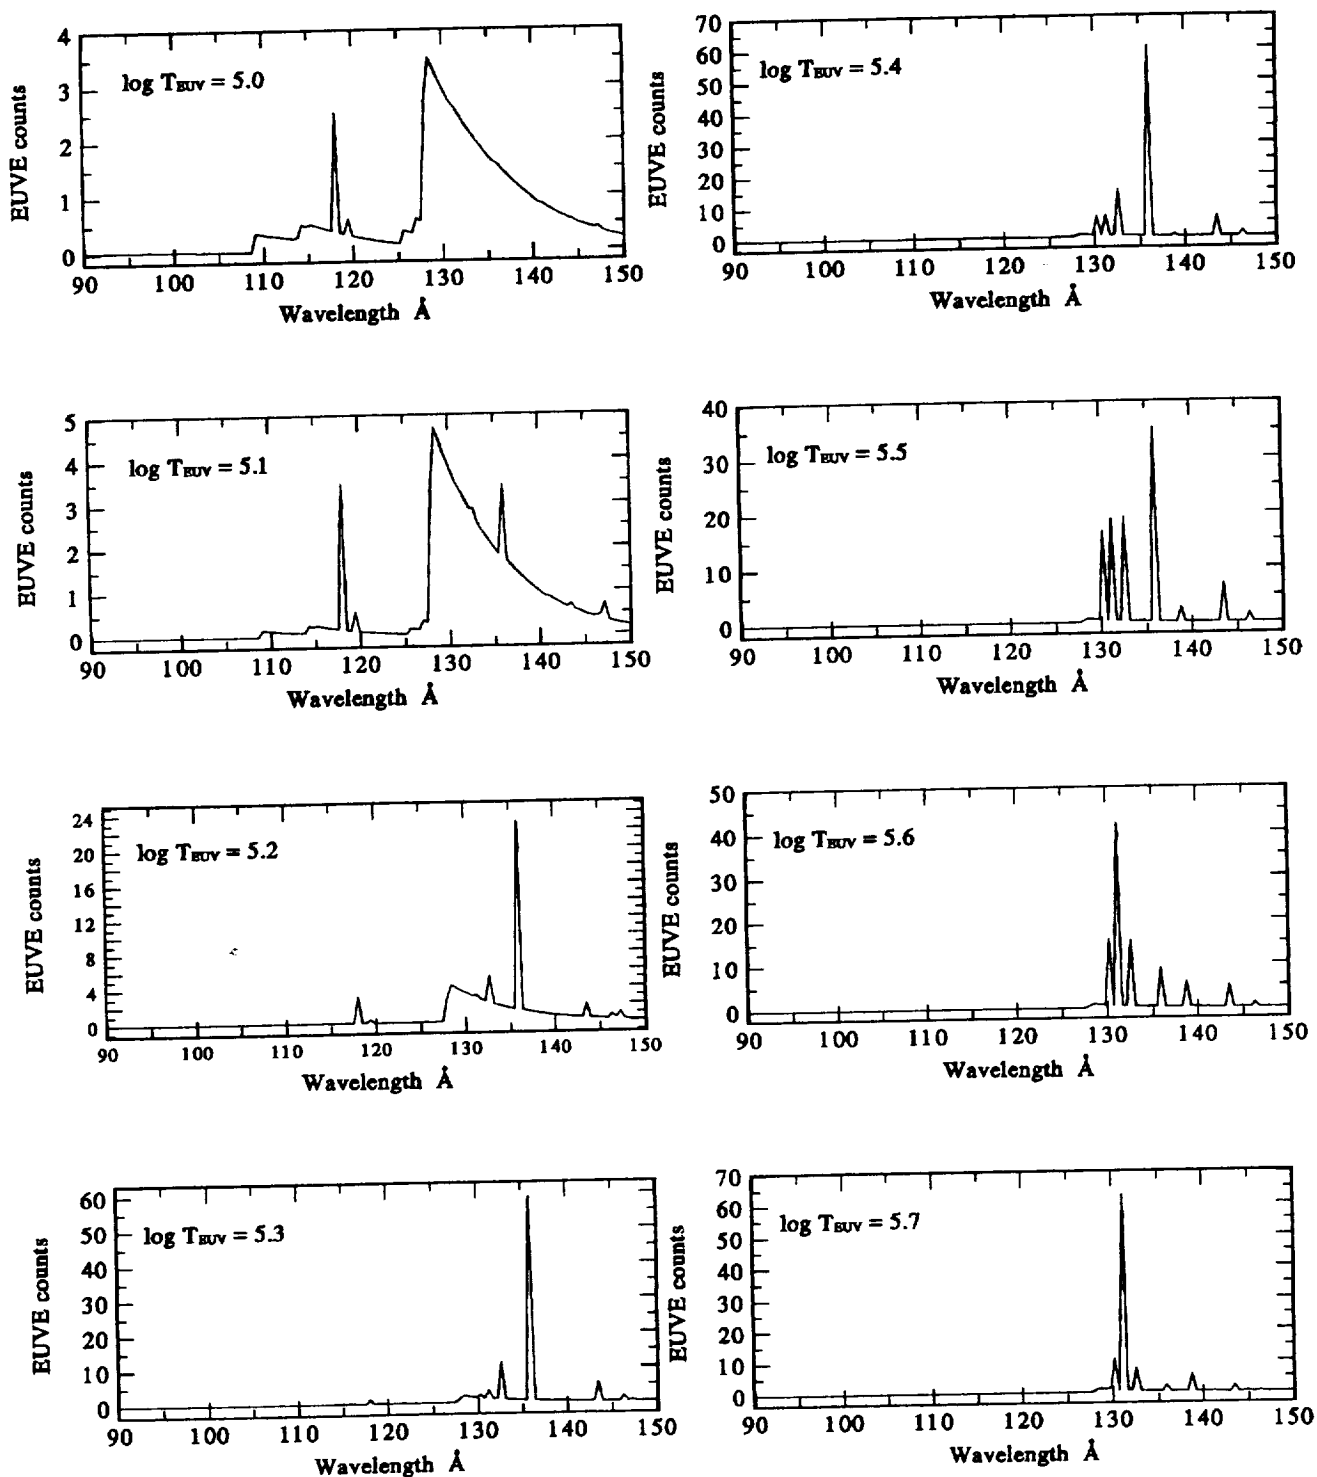 4
3
2
1
0
EUVE counts
log TEUV = 5.0
90 100 110 120 130 140 150
Wavelength Å
70
60
50
40
30
20
10
0
EUVE counts
log TEUV = 5.4
90 100 110 120 130 140 150
Wavelength Å
5
4
3
2
1
0
EUVE counts
log TEUV = 5.1
90 100 110 120 130 140 150
Wavelength Å
40
30
20
10
0
EUVE counts
log TEUV = 5.5
90 100 110 120 130 140 150
Wavelength Å
24
20
16
12
8
4
0
EUVE counts
log TEUV = 5.2
90 100 110 120 130 140 150
Wavelength Å
50
40
30
20
10
0
EUVE counts
log TEUV = 5.6
90 100 110 120 130 140 150
Wavelength Å
60
50
40
30
20
10
0
EUVE counts
log TEUV = 5.3
90 100 110 120 130 140 150
Wavelength Å
70
60
50
40
30
20
10
0
EUVE counts
log TEUV = 5.7
90 100 110 120 130 140 150
Wavelength Å